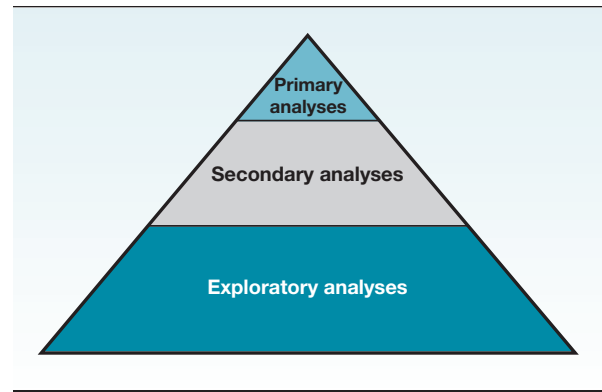 Primary
analyses
Secondary analyses
Exploratory analyses